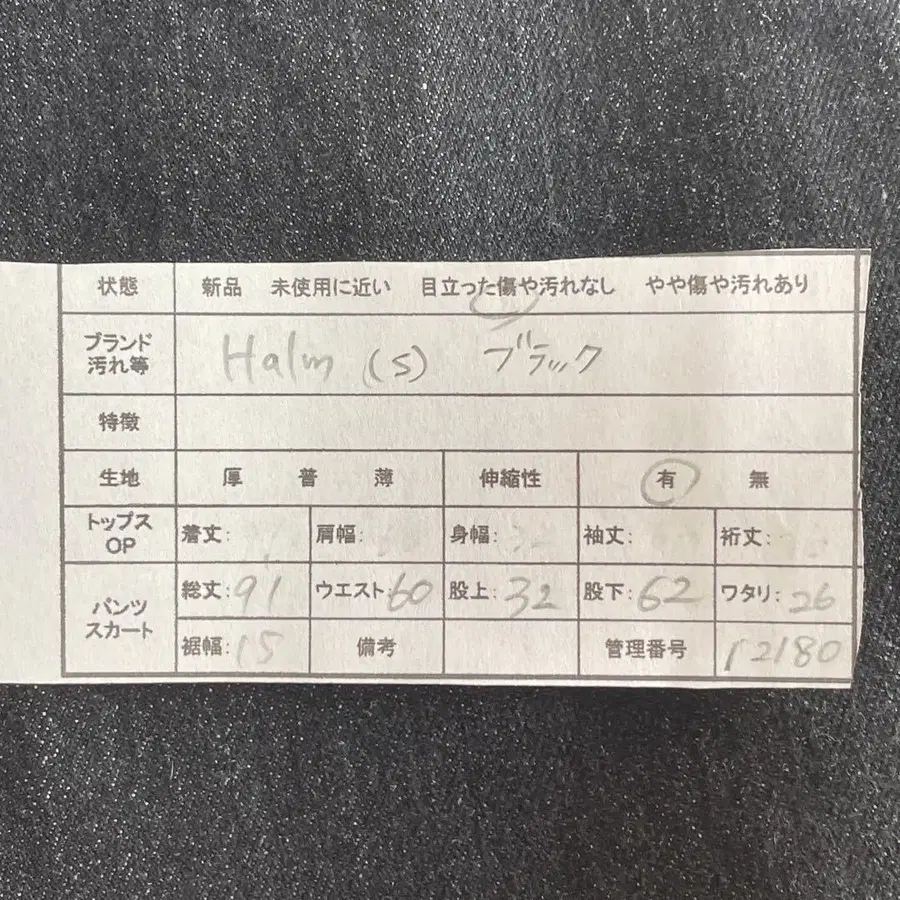 状態 新品 未使用に近い 目立った傷や汚れなし やや傷や汚れあり
ブランド
汚れ等 Halm (S) ブラック
特徴
生地 厚 普 薄 伸縮性 有 無
トップス
OP 着丈: 肩幅: 身幅: 袖丈: 裄丈:
パンツ
スカート 総丈:91 ウエスト:60 股上:32 股下:62 ワタリ:26
裾幅:15 備考 管理番号 r2180